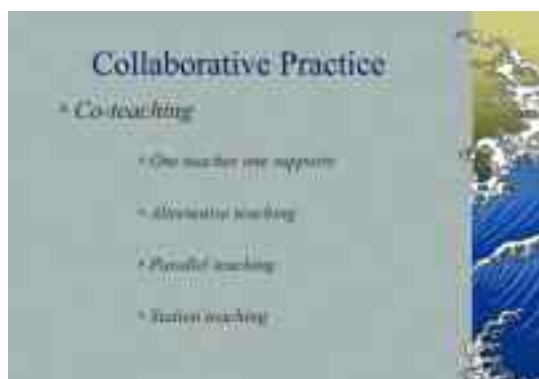 Collaborative Practice
• Co-teaching
• One teacher one supports
• Alternative teaching
• Parallel teaching
• Station teaching